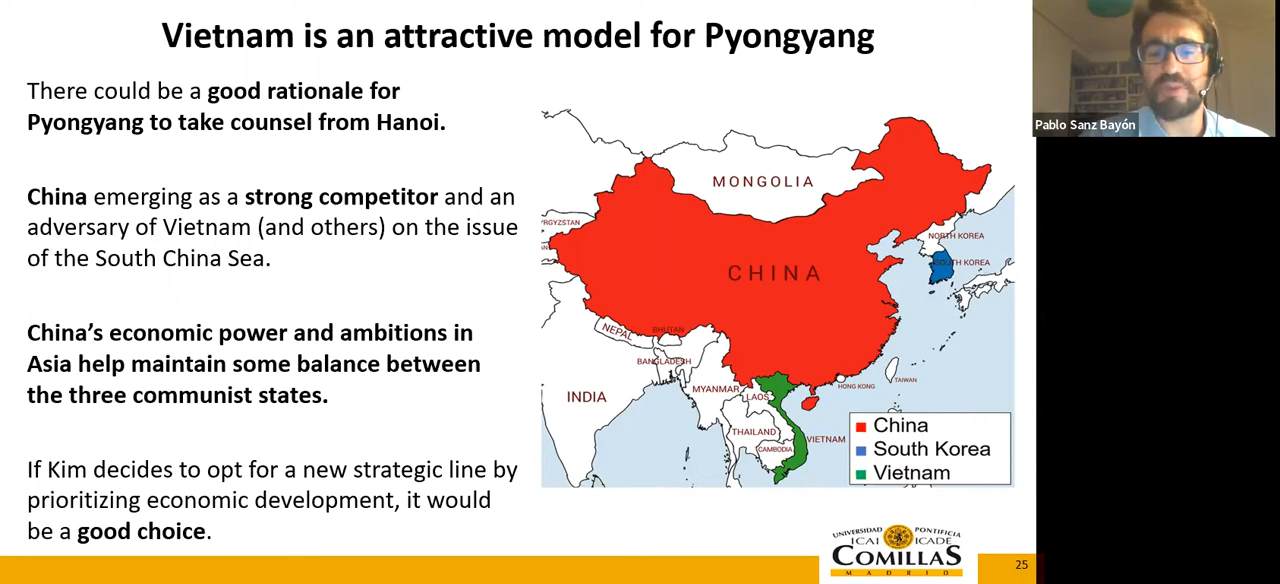 Vietnam is an attractive model for Pyongyang
There could be a good rationale for
Pyongyang to take counsel from Hanoi.
China emerging as a strong competitor and an
adversary of Vietnam (and others) on the issue
of the South China Sea.
China’s economic power and ambitions in
Asia help maintain some balance between
the three communist states.
If Kim decides to opt for a new strategic line by
prioritizing economic development, it would
be a good choice.
MONGOLIA
RGYZSTAN
CHINA
NORTH KOREA
SOUTH KOREA
NEPAL
BHUTAN
BANGLADESH
INDIA
MYANMAR
LAOS
HONG KONG
TAIWAN
THAILAND
VIETNAM
CAMBODIA
China
South Korea
Vietnam
UNIVERSIDAD PONTIFICIA
ICAI ICADE
COMILLAS
MADRID
25
Pablo Sanz Bayón